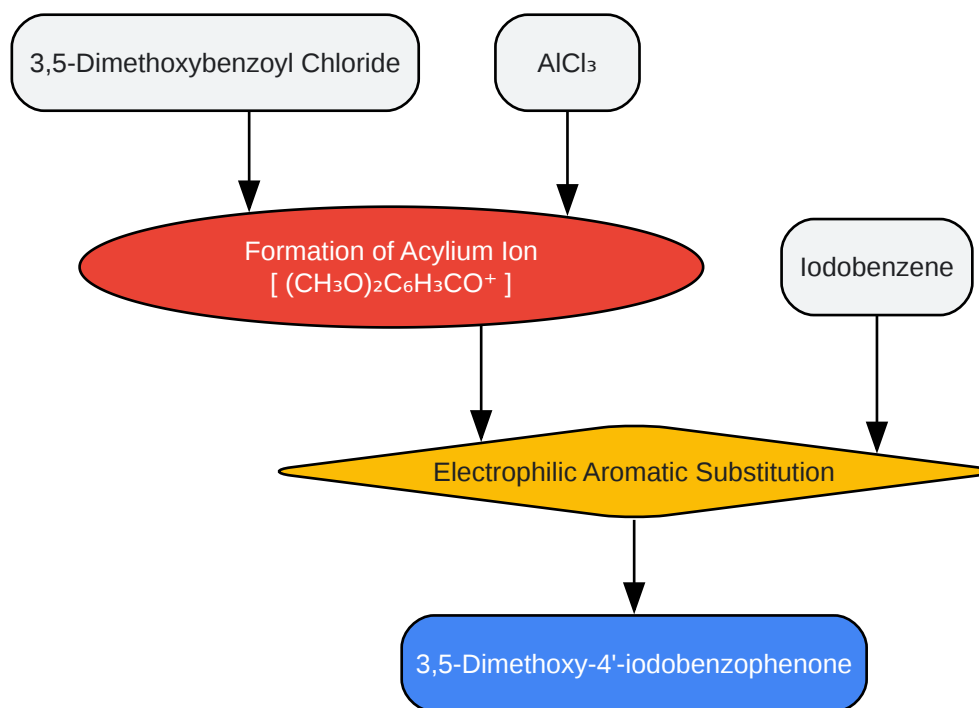 3,5-Dimethoxybenzoyl Chloride
AlCl₃
Formation of Acylium Ion
[ (CH₃O)₂C₆H₃CO⁺ ]
Iodobenzene
Electrophilic Aromatic Substitution
3,5-Dimethoxy-4'-iodobenzophenone